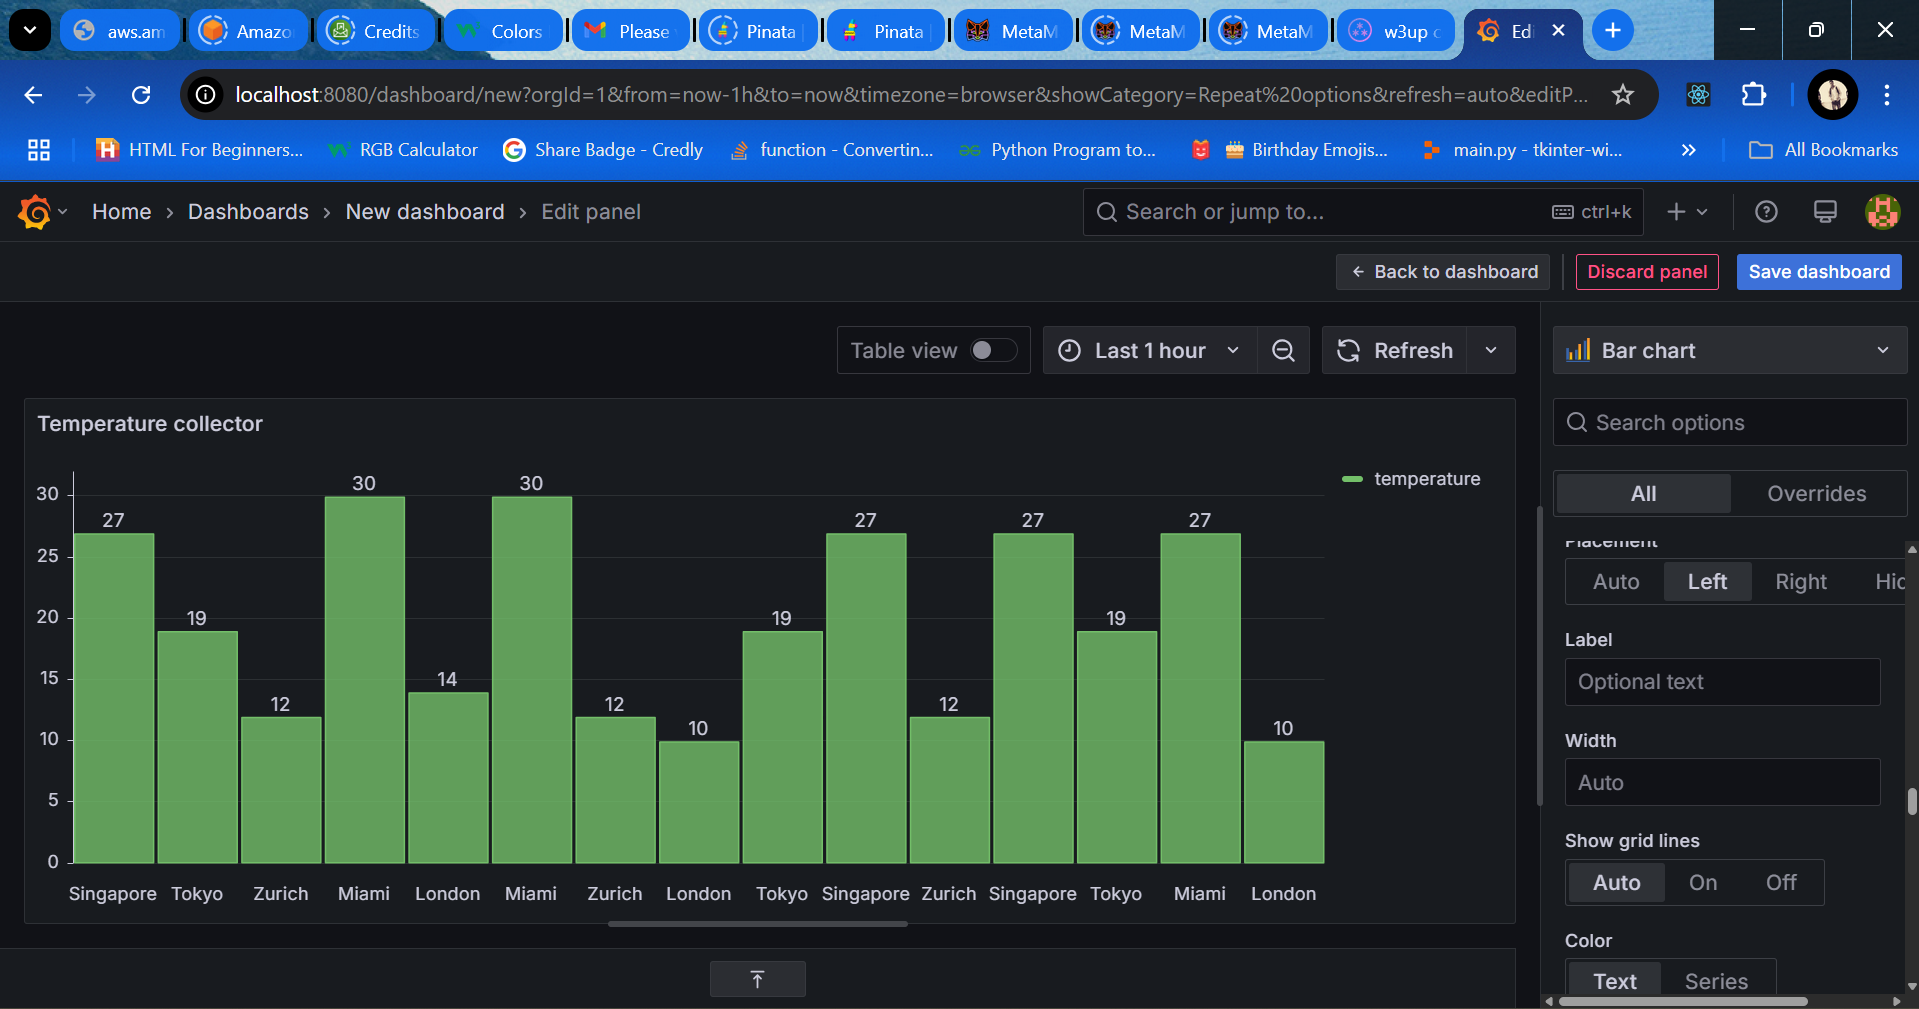 aws.am Amazo Credits Colors Please Pinata Pinata MetaM MetaM MetaM w3up c Edi
localhost:8080/dashboard/new?orgId=1&from=now-1h&to=now&timezone=browser&showCategory=Repeat%20options&refresh=auto&editP...
HTML For Beginners... RGB Calculator Share Badge - Credly function - Convertin... Python Program to... Birthday Emojis... main.py - tkinter-wi... All Bookmarks
Home › Dashboards › New dashboard › Edit panel
Search or jump to... ctrl+k
Back to dashboard Discard panel Save dashboard
Table view Last 1 hour Refresh
Bar chart
Search options
All Overrides
Placement
Auto Left Right Hid
Label
Optional text
Width
Auto
Show grid lines
Auto On Off
Color
Text Series
Temperature collector
temperature
30
25
20
15
10
5
0
27 19 12 30 14 30 12 10 19 27 12 27 19 27 10
Singapore Tokyo Zurich Miami London Miami Zurich London Tokyo Singapore Zurich Singapore Tokyo Miami London